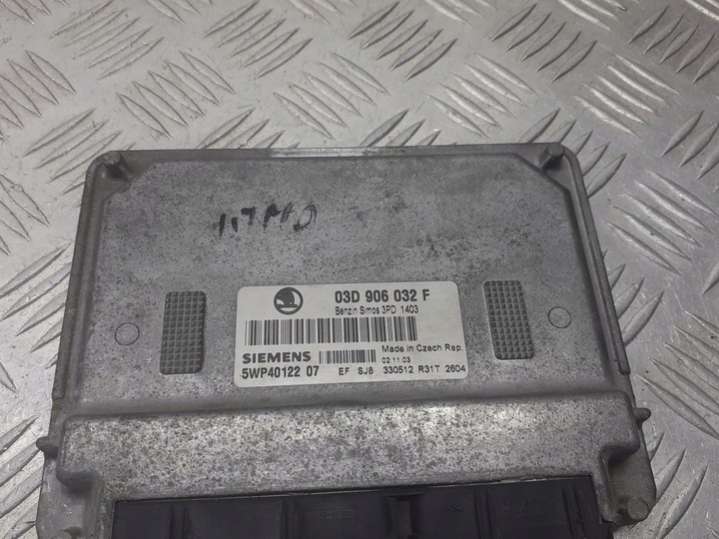 03D 906 032 F
Benzin Simos 3PD 1403
SIEMENS
Made in Czech Rep.
02.11.03
5WP40122 07 EF SJ8 330512 R31T 2604